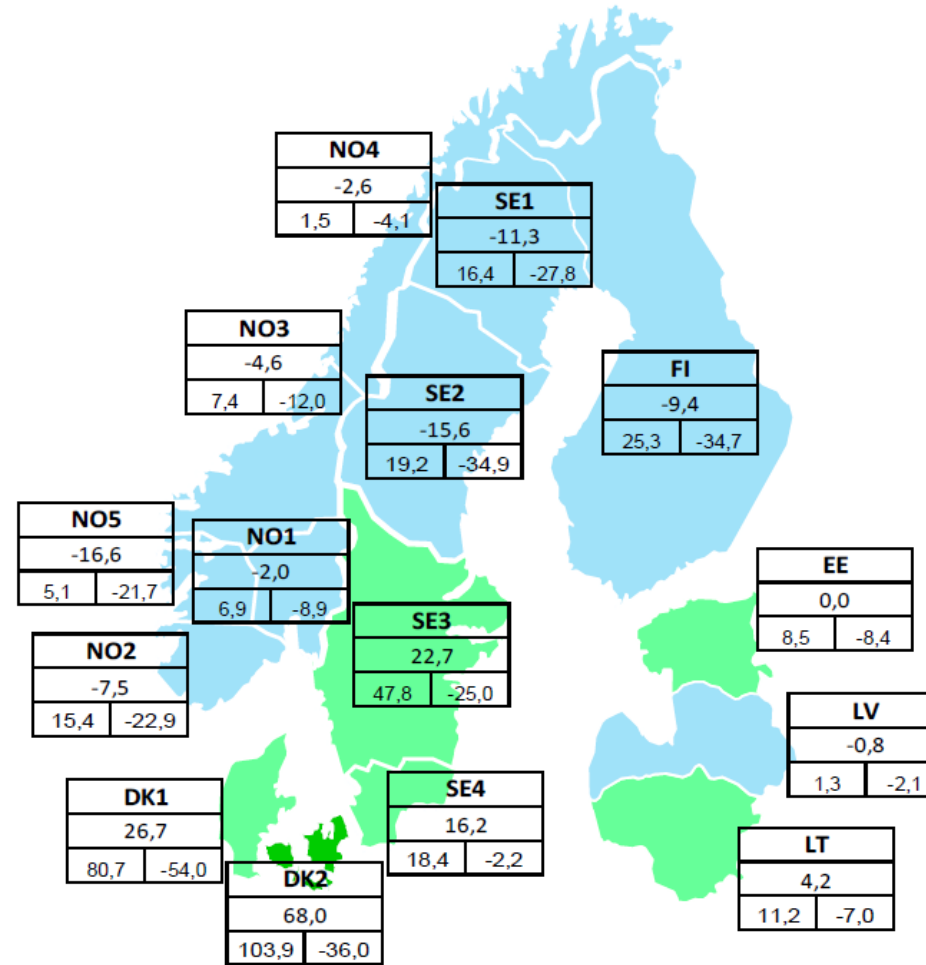 NO4
-2,6
1,5 -4,1
SE1
-11,3
16,4 -27,8
NO3
-4,6
7,4 -12,0
SE2
-15,6
19,2 -34,9
FI
-9,4
25,3 -34,7
NO5
-16,6
5,1 -21,7
NO1
-2,0
6,9 -8,9
EE
0,0
8,5 -8,4
SE3
22,7
47,8 -25,0
NO2
-7,5
15,4 -22,9
LV
-0,8
1,3 -2,1
DK1
26,7
80,7 -54,0
SE4
16,2
18,4 -2,2
LT
4,2
11,2 -7,0
DK2
68,0
103,9 -36,0